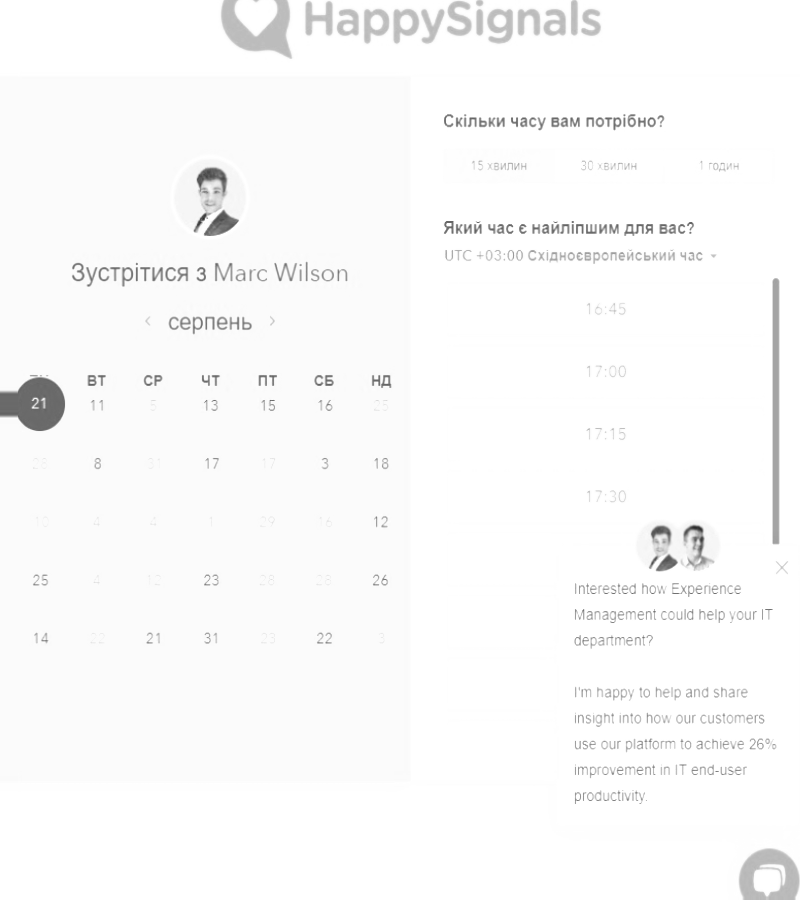 HappySignals
Зустрітися з Marc Wilson
серпень
ВТ СР ЧТ ПТ СБ НД
21 11 5 13 15 16 25
25 8 31 17 17 3 18
10 4 4 1 29 16 12
25 4 12 23 28 28 26
14 22 21 31 23 22 3
Скільки часу вам потрібно?
15 хвилин 30 хвилин 1 годин
Який час є найліпшим для вас?
UTC +03:00 Східноєвропейський час
16:45
17:00
17:15
17:30
Interested how Experience
Management could help your IT
department?
I'm happy to help and share
insight into how our customers
use our platform to achieve 26%
improvement in IT end-user
productivity.